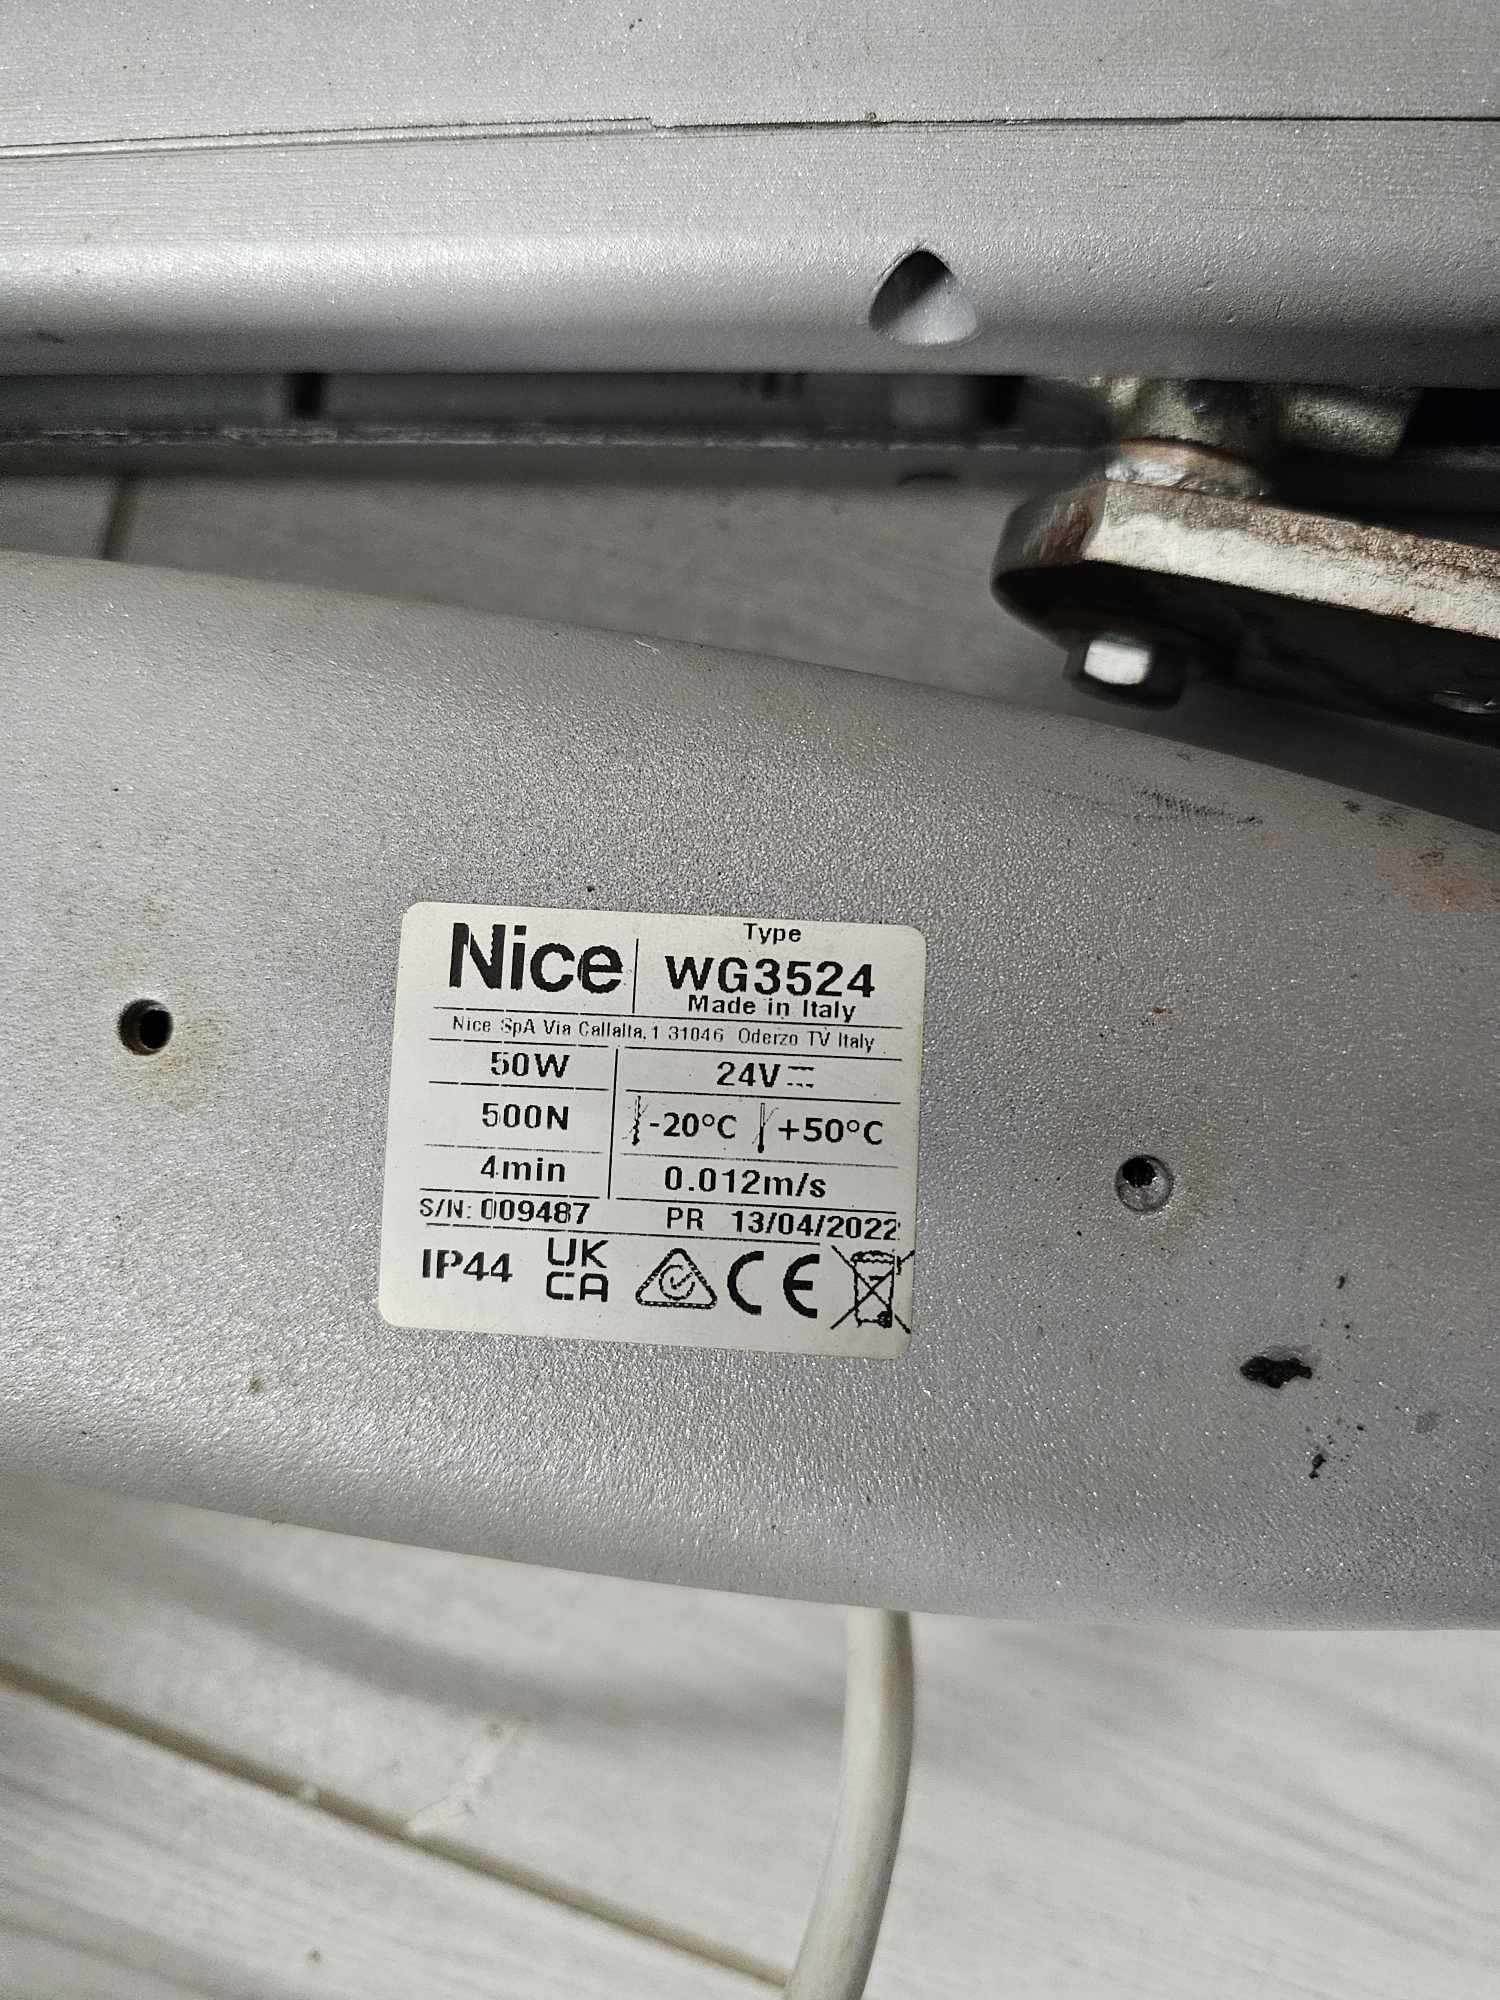 Nice
Type
WG3524
Made in Italy
Nice SpA Via Callalta, 1 31046 Oderzo TV Italy
50W
24V
500N
-20°C +50°C
4min
0.012m/s
S/N: 009487
PR 13/04/2022
IP44
UK
CA
CE